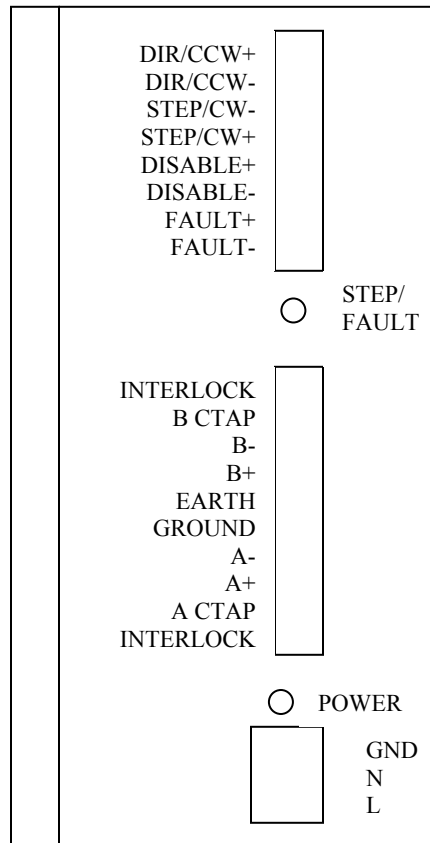 DIR/CCW+
DIR/CCW-
STEP/CW-
STEP/CW+
DISABLE+
DISABLE-
FAULT+
FAULT-
STEP/
FAULT
INTERLOCK
B CTAP
B-
B+
EARTH
GROUND
A-
A+
A CTAP
INTERLOCK
POWER
GND
N
L